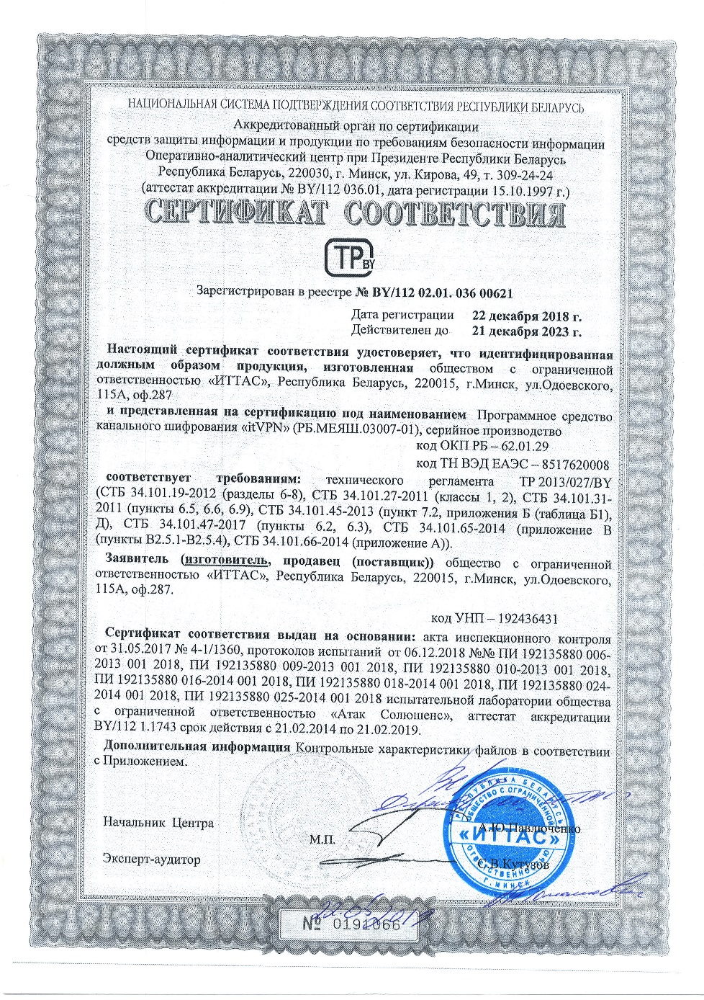 НАЦИОНАЛЬНАЯ СИСТЕМА ПОДТВЕРЖДЕНИЯ СООТВЕТСТВИЯ РЕСПУБЛИКИ БЕЛАРУСЬ
Аккредитованный орган по сертификации
средств защиты информации и продукции по требованиям безопасности информации
Оперативно-аналитический центр при Президенте Республики Беларусь
Республика Беларусь, 220030, г. Минск, ул. Кирова, 49, т. 309-24-24
(аттестат аккредитации № BY/112 036.01, дата регистрации 15.10.1997 г.)
СЕРТИФИКАТ СООТВЕТСТВИЯ
ТР BY
Зарегистрирован в реестре № BY/112 02.01. 036 00621
Дата регистрации 22 декабря 2018 г.
Действителен до 21 декабря 2023 г.
Настоящий сертификат соответствия удостоверяет, что идентифицированная
должным образом продукция, изготовленная обществом с ограниченной
ответственностью «ИТТАС», Республика Беларусь, 220015, г.Минск, ул.Одоевского,
115А, оф.287
и представленная на сертификацию под наименованием Программное средство
канального шифрования «itVPN» (РБ.МЕЯШ.03007-01), серийное производство
код ОКП РБ – 62.01.29
код ТН ВЭД ЕАЭС – 8517620008
соответствует требованиям: технического регламента ТР 2013/027/BY
(СТБ 34.101.19-2012 (разделы 6-8), СТБ 34.101.27-2011 (классы 1, 2), СТБ 34.101.31-
2011 (пункты 6.5, 6.6, 6.9), СТБ 34.101.45-2013 (пункт 7.2, приложения Б (таблица Б1),
Д), СТБ 34.101.47-2017 (пункты 6.2, 6.3), СТБ 34.101.65-2014 (приложение В
(пункты В2.5.1-В2.5.4), СТБ 34.101.66-2014 (приложение А)).
Заявитель (изготовитель, продавец (поставщик)) общество с ограниченной
ответственностью «ИТТАС», Республика Беларусь, 220015, г.Минск, ул.Одоевского,
115А, оф.287.
код УНП – 192436431
Сертификат соответствия выдан на основании: акта инспекционного контроля
от 31.05.2017 № 4-1/1360, протоколов испытаний от 06.12.2018 №№ ПИ 192135880 006-
2013 001 2018, ПИ 192135880 009-2013 001 2018, ПИ 192135880 010-2013 001 2018,
ПИ 192135880 016-2014 001 2018, ПИ 192135880 018-2014 001 2018, ПИ 192135880 024-
2014 001 2018, ПИ 192135880 025-2014 001 2018 испытательной лаборатории общества
с ограниченной ответственностью «Атак Солюшенс», аттестат аккредитации
BY/112 1.1743 срок действия с 21.02.2014 по 21.02.2019.
Дополнительная информация Контрольные характеристики файлов в соответствии
с Приложением.
РЕСПУБЛИКА БЕЛАРУСЬ
ОБЩЕСТВО С ОГРАНИЧЕННОЙ
Начальник Центра
А.Ю.Павлюченко
М.П.
«ИТТАС»
ОТВЕТСТВЕННОСТЬЮ
Г. МИНСК
Эксперт-аудитор
С.В.Кутузов
№ 0191066